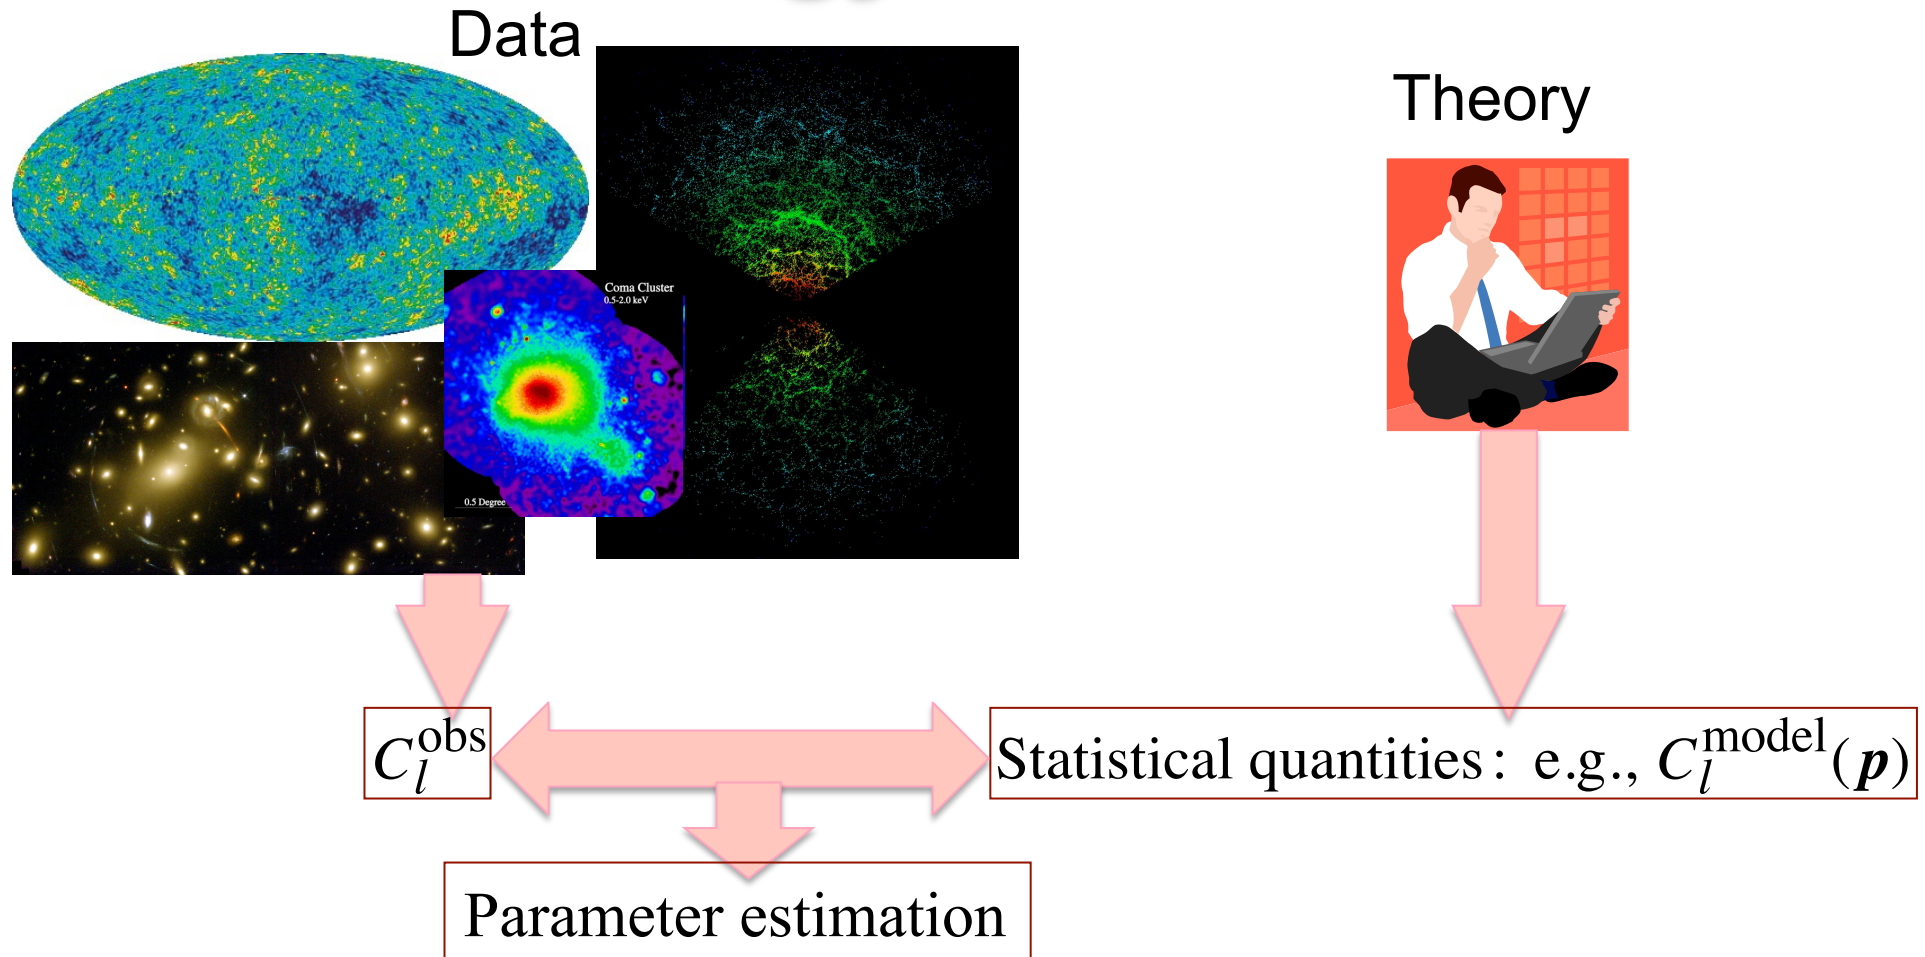 Data
Theory
Coma Cluster
0.5-2.0 keV
0.5 Degree
C_l^obs
Statistical quantities: e.g., C_l^model(p)
Parameter estimation